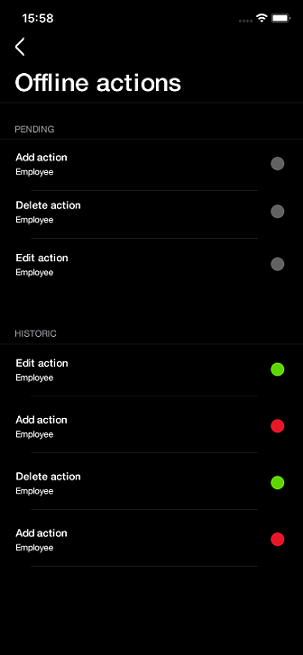 15:58
Offline actions
PENDING
Add action
Employee
Delete action
Employee
Edit action
Employee
HISTORIC
Edit action
Employee
Add action
Employee
Delete action
Employee
Add action
Employee